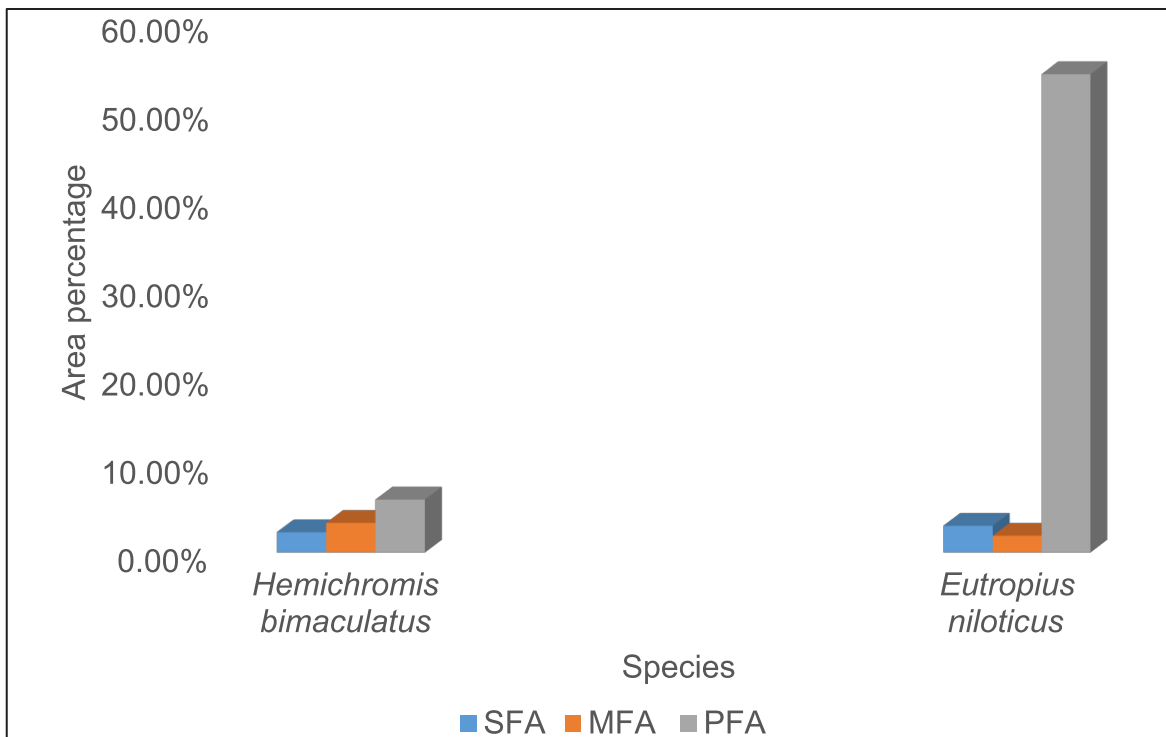 60.00%
50.00%
40.00%
30.00%
20.00%
10.00%
0.00%
Area percentage
Hemichromis
bimaculatus
Eutropius
niloticus
Species
SFA MFA PFA